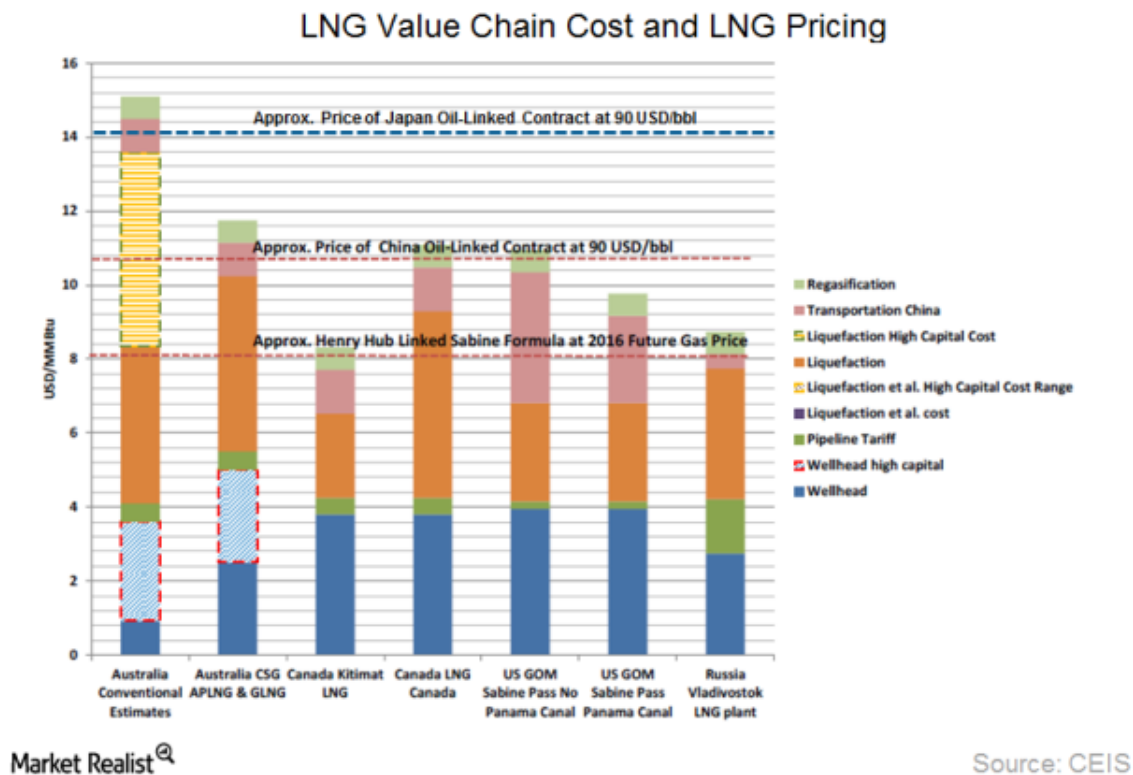 LNG Value Chain Cost and LNG Pricing
16
14
12
10
8
6
4
2
0
USD/MMBtu
Approx. Price of Japan Oil-Linked Contract at 90 USD/bbl
Approx. Price of China Oil-Linked Contract at 90 USD/bbl
Approx. Henry Hub Linked Sabine Formula at 2016 Future Gas Price
Regasification
Transportation China
Liquefaction High Capital Cost
Liquefaction
Liquefaction et al. High Capital Cost Range
Liquefaction et al. cost
Pipeline Tariff
Wellhead high capital
Wellhead
Australia
Conventional
Estimates
Australia CSG
APLNG & GLNG
Canada Kitimat
LNG
Canada LNG
Canada
US GOM
Sabine Pass No
Panama Canal
US GOM
Sabine Pass
Panama Canal
Russia
Vladivostok
LNG plant
Market Realist
Source: CEIS